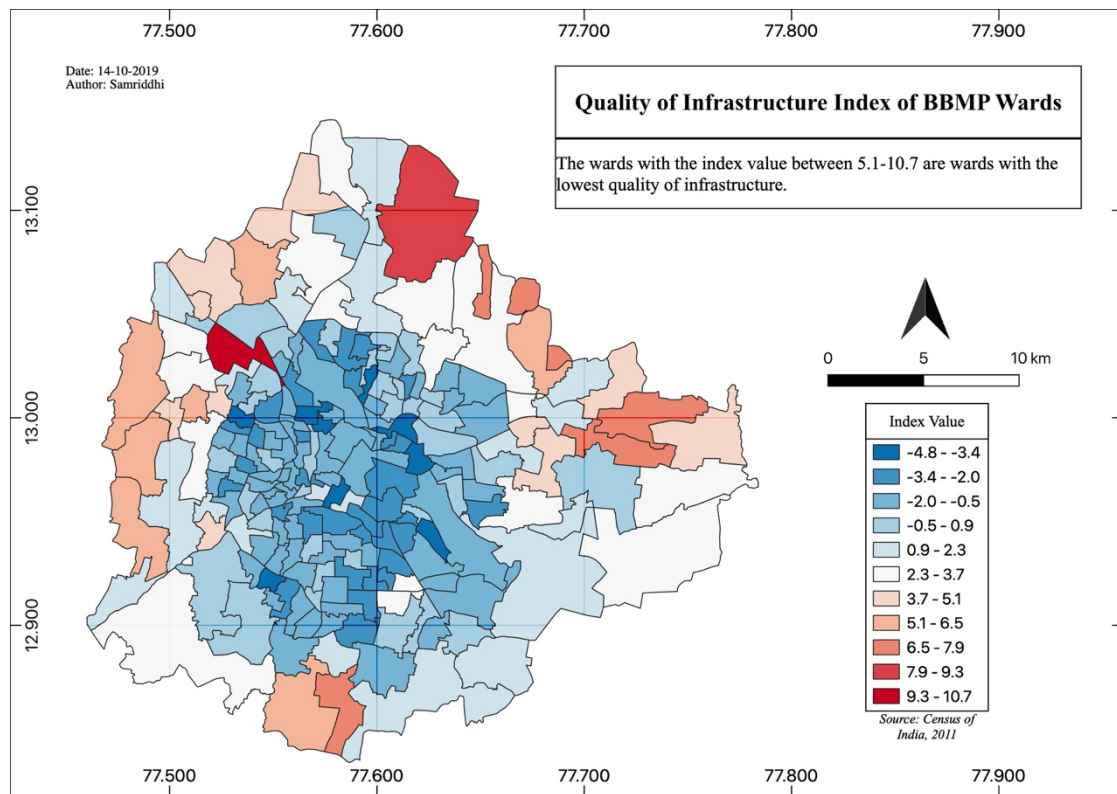 77.500 77.600 77.700 77.800 77.900
Date: 14-10-2019
Author: Samriddhi
Quality of Infrastructure Index of BBMP Wards
The wards with the index value between 5.1-10.7 are wards with the
lowest quality of infrastructure.
13.100
13.000
12.900
0 5 10 km
Index Value
-4.8 - -3.4
-3.4 - -2.0
-2.0 - -0.5
-0.5 - 0.9
0.9 - 2.3
2.3 - 3.7
3.7 - 5.1
5.1 - 6.5
6.5 - 7.9
7.9 - 9.3
9.3 - 10.7
Source: Census of
India, 2011
77.500 77.600 77.700 77.800 77.900